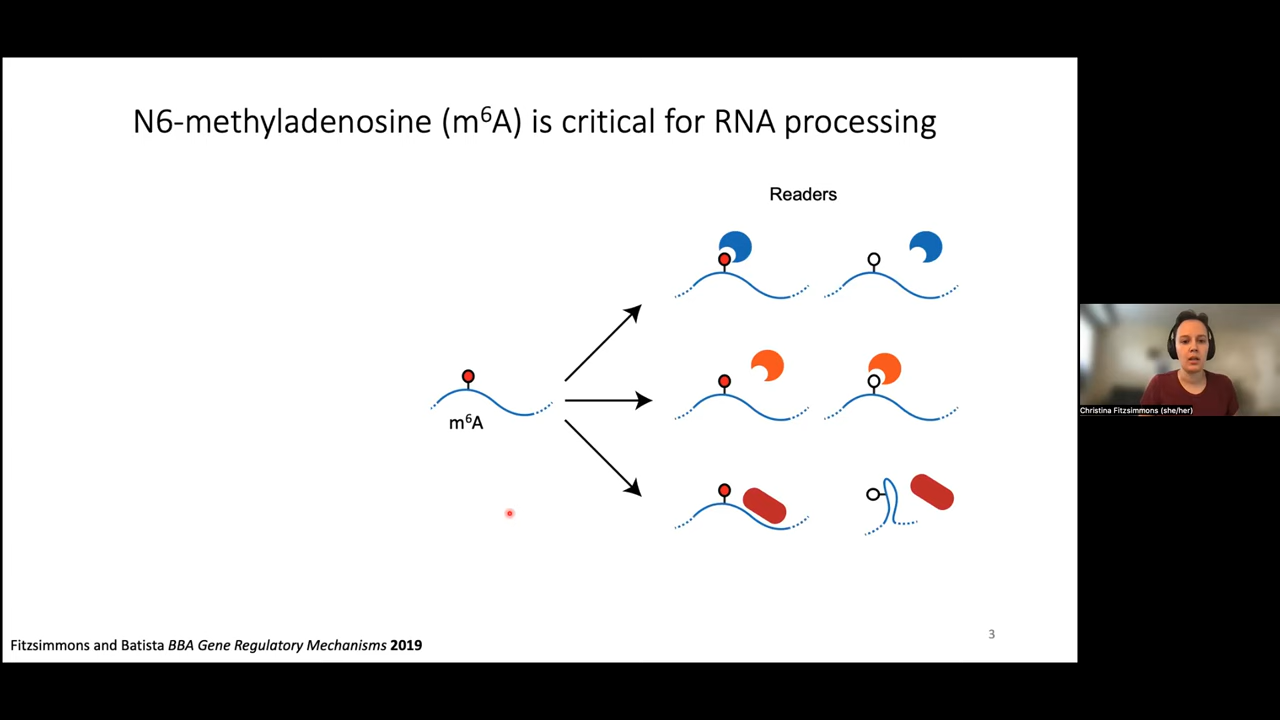 N6-methyladenosine (m⁶A) is critical for RNA processing
Readers
m⁶A
Christina Fitzsimmons (she/her)
3
Fitzsimmons and Batista BBA Gene Regulatory Mechanisms 2019